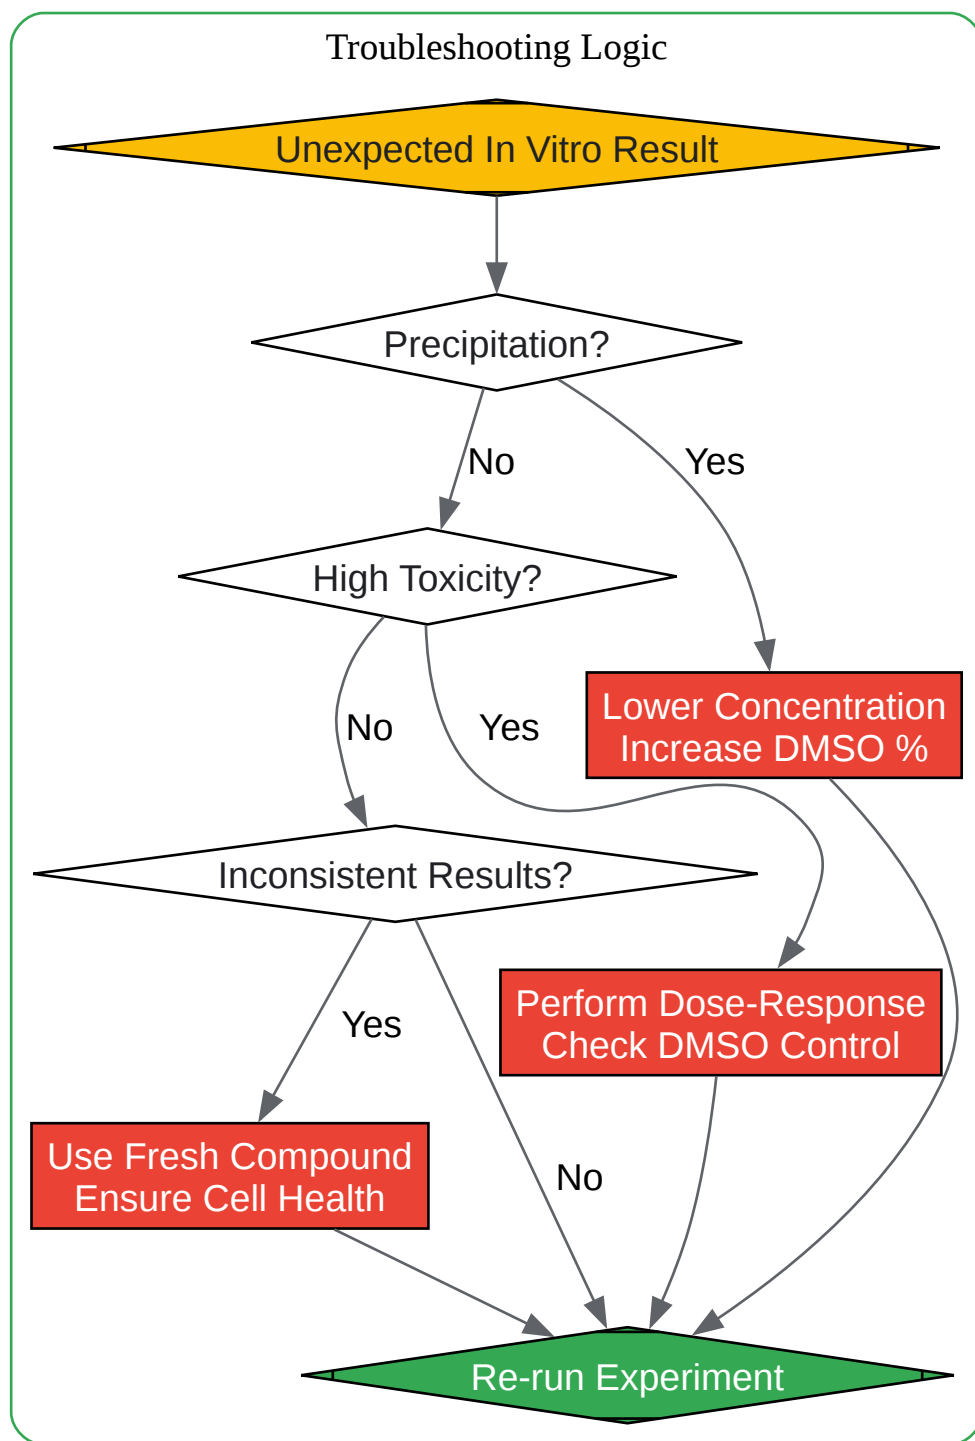 Troubleshooting Logic
Unexpected In Vitro Result
Precipitation?
No
Yes
High Toxicity?
Lower Concentration
Increase DMSO %
No
Yes
Inconsistent Results?
Perform Dose-Response
Check DMSO Control
Yes
Use Fresh Compound
Ensure Cell Health
No
Re-run Experiment